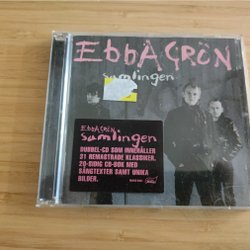 EbbA GRÖN
samlingen
EbbA GRÖN
samlingen
DUBBEL-CD SOM INNEHÅLLER
31 REMASTRADE KLASSIKER.
20-SIDIG CD-BOK MED
SÅNGTEXTER SAMT UNIKA
BILDER.